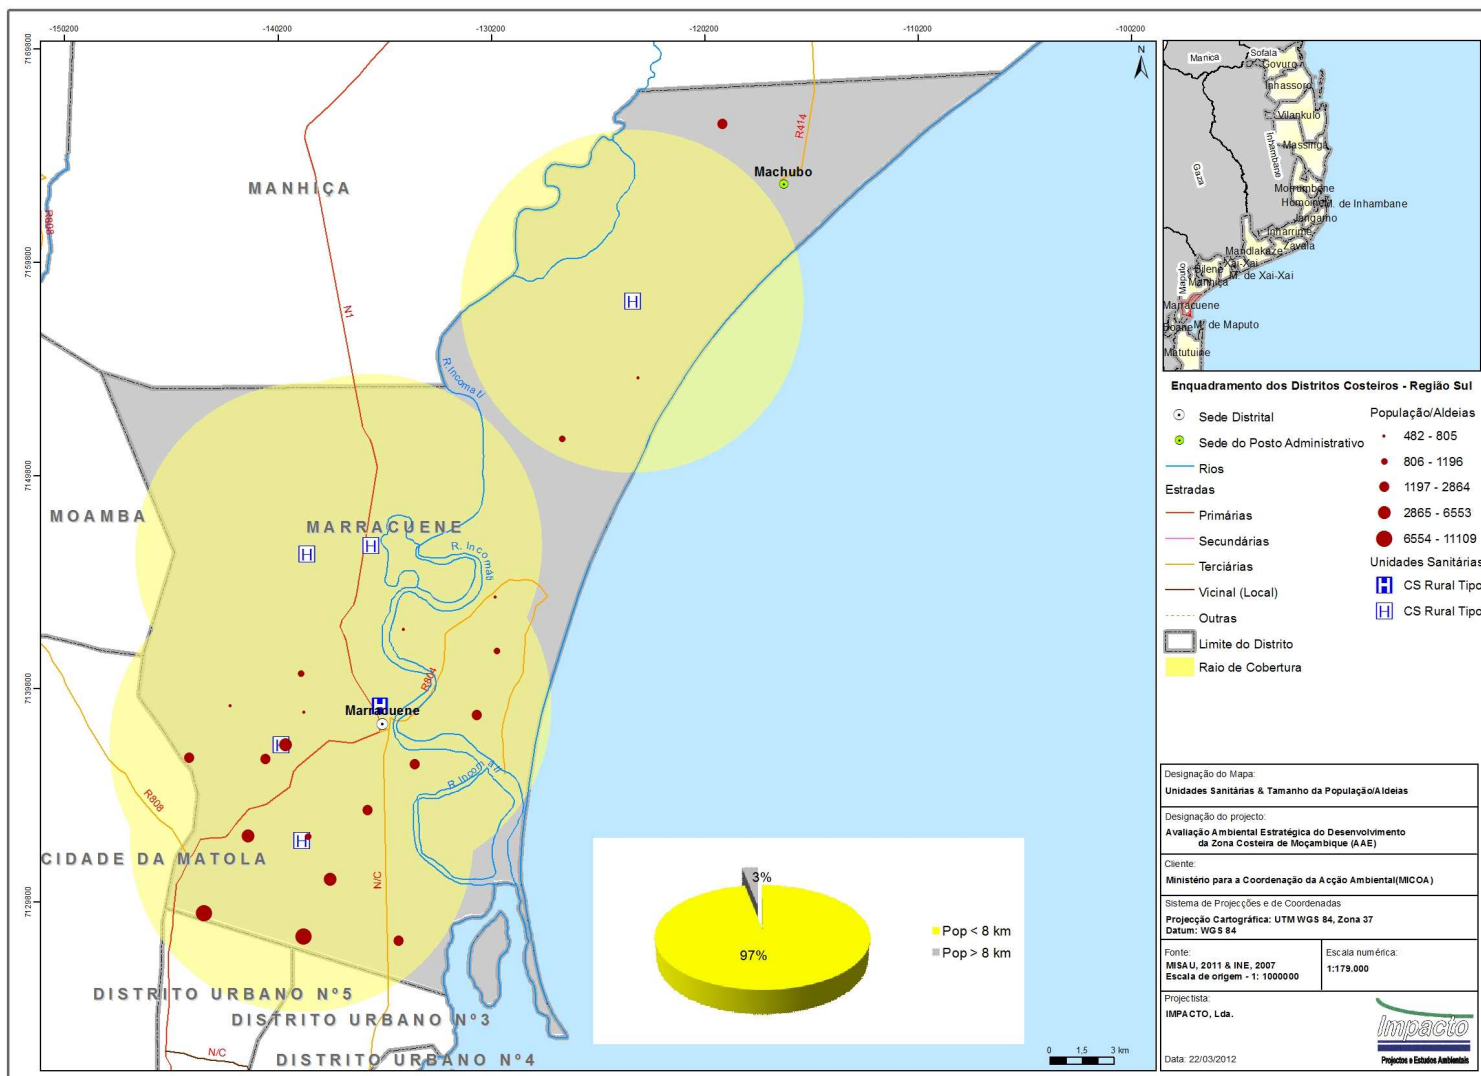 -150200
-140200
-130200
-120200
-110200
-100200
7169800
7159800
7149800
7139800
7129800
N
MANHIÇA
R808
N1
R414
Machubo
R.Incomati
MOAMBA
MARRACUENE
R. Incomáti
R804
Marracuene
R808
R.Incomati
CIDADE DA MATOLA
N/C
DISTRITO URBANO Nº5
DISTRITO URBANO Nº3
DISTRITO URBANO Nº4
N/C
3%
97%
Pop < 8 km
Pop > 8 km
0 1.5 3 km
Manica
Sofala
Govuro
Inhassoro
Vilankulo
Inhambane
Massinga
Gaza
Morrumbene
Homoine
M. de Inhambane
Jangamo
Inharrime
Zavala
Mandlakaze
Xai-Xai
Bilene
M. de Xai-Xai
Maputo
Manhiça
Marracuene
M. de Maputo
Boane
Matutuine
Enquadramento dos Distritos Costeiros - Região Sul
Sede Distrital
Sede do Posto Administrativo
Rios
Estradas
Primárias
Secundárias
Terciárias
Vicinal (Local)
Outras
Limite do Distrito
Raio de Cobertura
População/Aldeias
482 - 805
806 - 1196
1197 - 2864
2865 - 6553
6554 - 11109
Unidades Sanitárias
H CS Rural Tipo
H CS Rural Tipo
Designação do Mapa:
Unidades Sanitárias & Tamanho da População/Aldeias
Designação do projecto:
Avaliação Ambiental Estratégica do Desenvolvimento
da Zona Costeira de Moçambique (AAE)
Cliente:
Ministério para a Coordenação da Acção Ambiental(MICOA)
Sistema de Projecções e de Coordenadas
Projecção Cartográfica: UTM WGS 84, Zona 37
Datum: WGS 84
Fonte:
MISAU, 2011 & INE, 2007
Escala de origem - 1: 1000000
Escala numérica:
1:179.000
Projectista:
IMPACTO, Lda.
Data: 22/03/2012
Impacto
Projectos e Estudos Ambientais